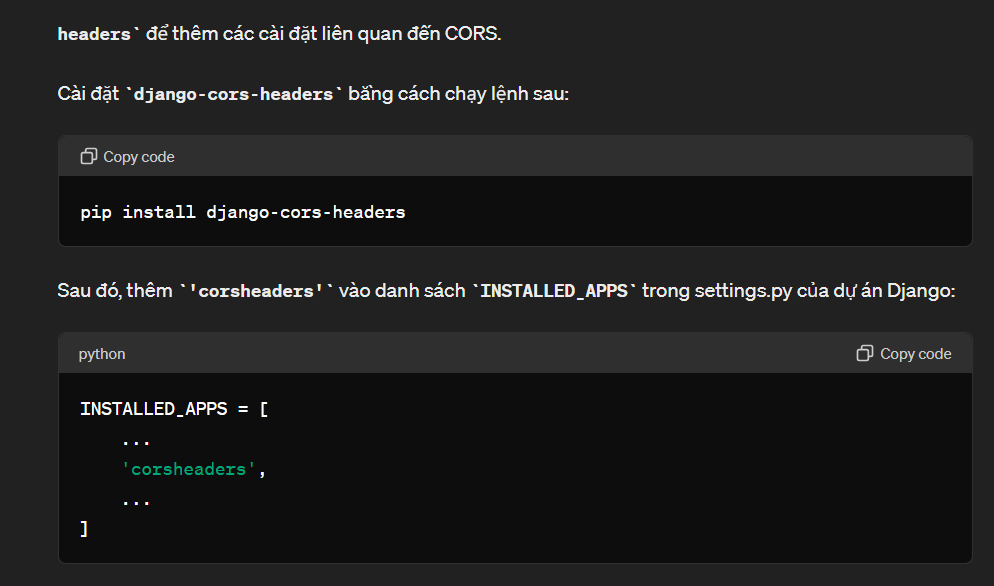 headers` để thêm các cài đặt liên quan đến CORS.
Cài đặt `django-cors-headers` bằng cách chạy lệnh sau:
Copy code
pip install django-cors-headers
Sau đó, thêm `'corsheaders'` vào danh sách `INSTALLED_APPS` trong settings.py của dự án Django:
python Copy code
INSTALLED_APPS = [
    ...
    'corsheaders',
    ...
]